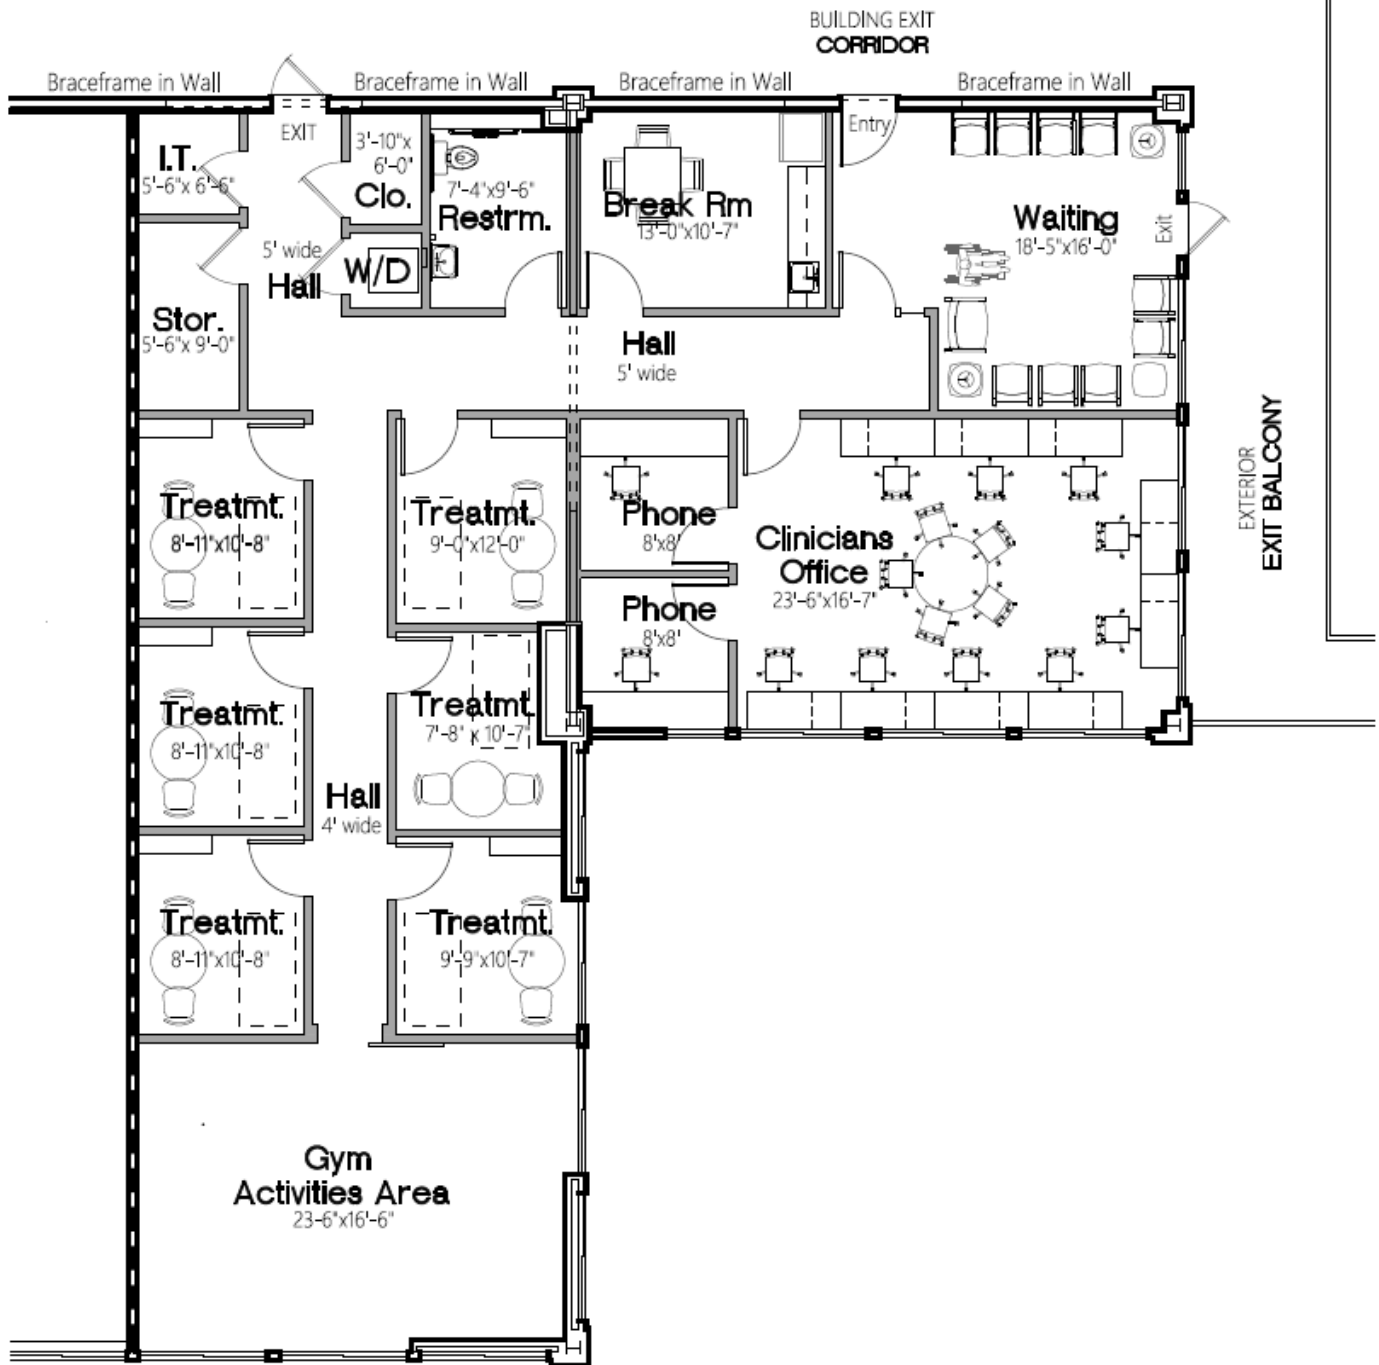 BUILDING EXIT
CORRIDOR
Braceframe in Wall
Braceframe in Wall
Braceframe in Wall
Braceframe in Wall
EXIT
Entry
I.T.
5'-6"x 6'-6"
3'-10"x
6'-0"
Clo.
7'-4"x9'-6"
Restrm.
Break Rm
13'-0"x10'-7"
Waiting
18'-5"x16'-0"
Exit
5' wide
Hall
W/D
Stor.
5'-6"x 9'-0"
Hall
5' wide
EXTERIOR
EXIT BALCONY
Treatmt.
8'-11"x10'-8"
Treatmt.
9'-0"x12'-0"
Phone
8'x8'
Clinicians
Office
23'-6"x16'-7"
Phone
8'x8'
Treatmt.
8'-11"x10'-8"
Treatmt.
7'-8" x 10'-7"
Hall
4' wide
Treatmt.
8'-11"x10'-8"
Treatmt.
9'-9"x10'-7"
Gym
Activities Area
23-6"x16'-6"